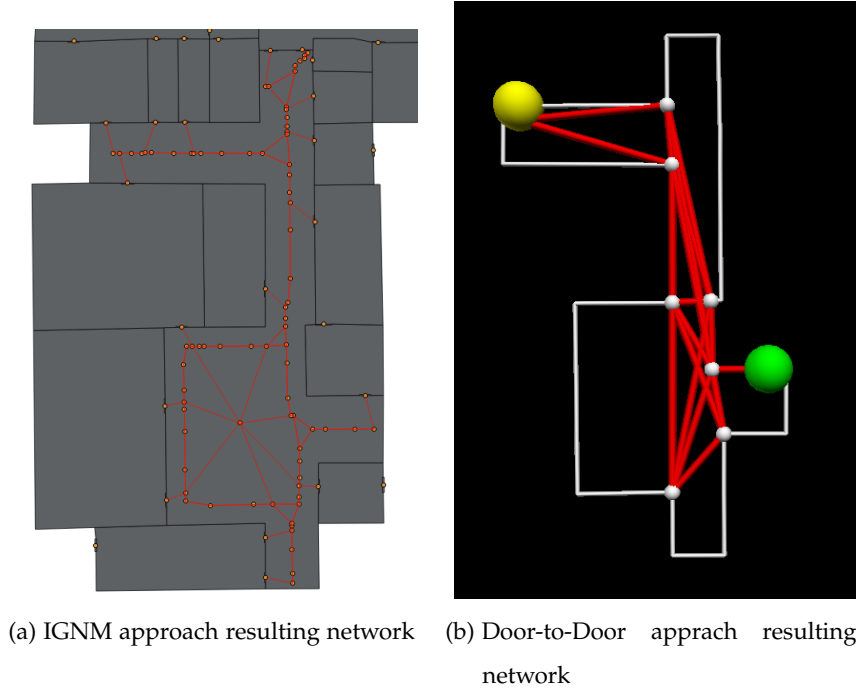 (a) IGNM approach resulting network
(b) Door-to-Door apprach resulting
network